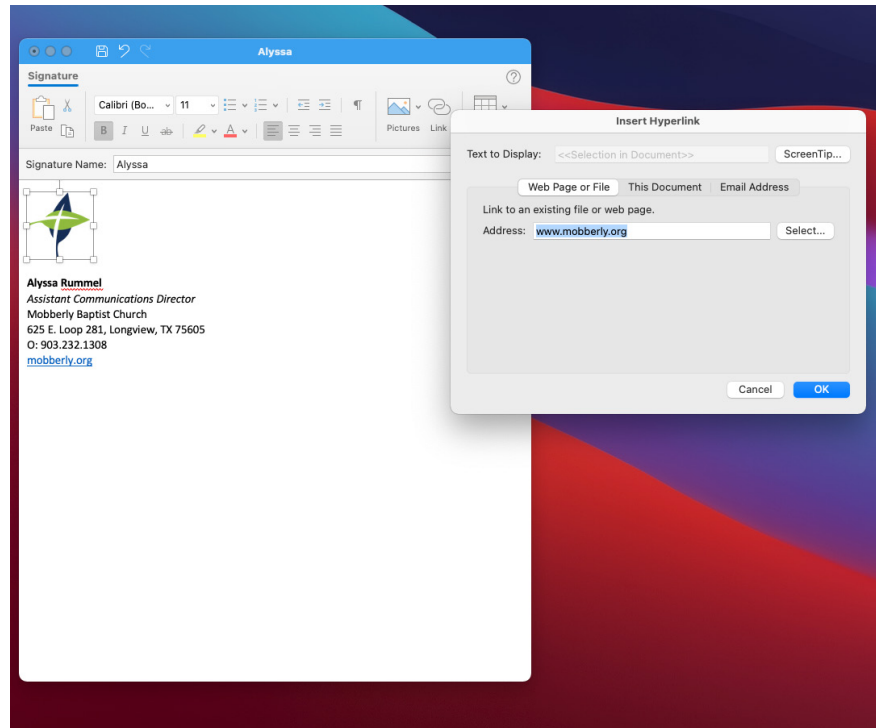 Alyssa
Signature
Calibri (Bo... 11
Paste B I U ab A Pictures Link
Signature Name: Alyssa
Alyssa Rummel
Assistant Communications Director
Mobberly Baptist Church
625 E. Loop 281, Longview, TX 75605
O: 903.232.1308
mobberly.org
Insert Hyperlink
Text to Display: <<Selection in Document>> ScreenTip...
Web Page or File This Document Email Address
Link to an existing file or web page.
Address: www.mobberly.org Select...
Cancel OK